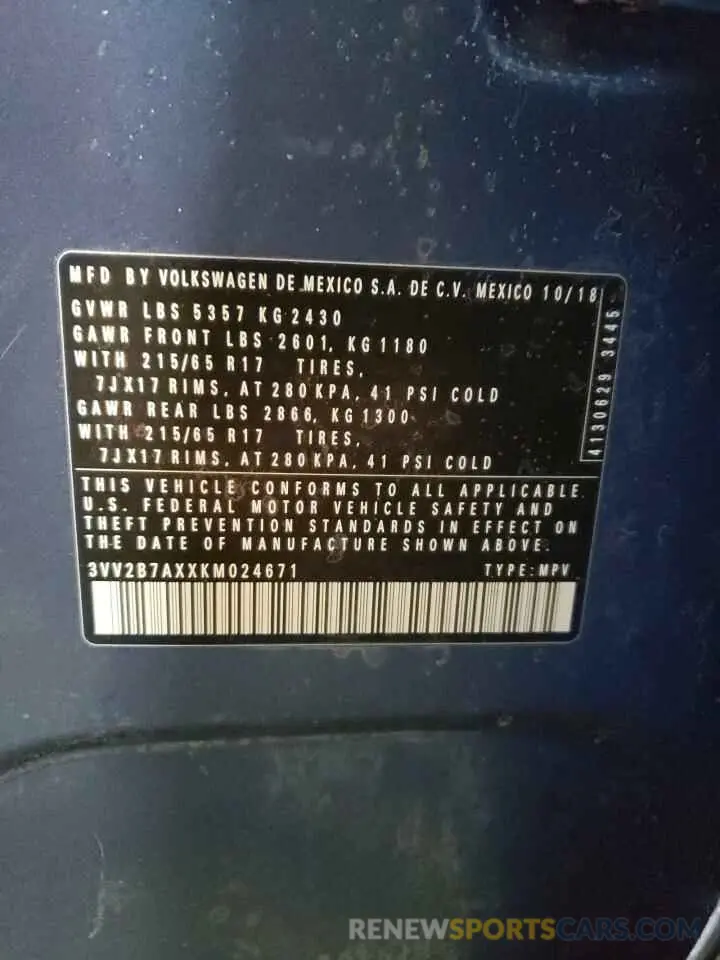 MFD BY VOLKSWAGEN DE MEXICO S.A. DE C.V. MEXICO 10/18
GVWR LBS 5357 KG 2430
GAWR FRONT LBS 2601, KG 1180
WITH 215/65 R17 TIRES,
7JX17 RIMS, AT 280 KPA, 41 PSI COLD
GAWR REAR LBS 2866, KG 1300
WITH 215/65 R17 TIRES,
7JX17 RIMS, AT 280 KPA, 41 PSI COLD
4130629 3445
THIS VEHICLE CONFORMS TO ALL APPLICABLE
U.S. FEDERAL MOTOR VEHICLE SAFETY AND
THEFT PREVENTION STANDARDS IN EFFECT ON
THE DATE OF MANUFACTURE SHOWN ABOVE.
3VV2B7AXXKM024671 TYPE: MPV
RENEWSPORTSCARS.COM